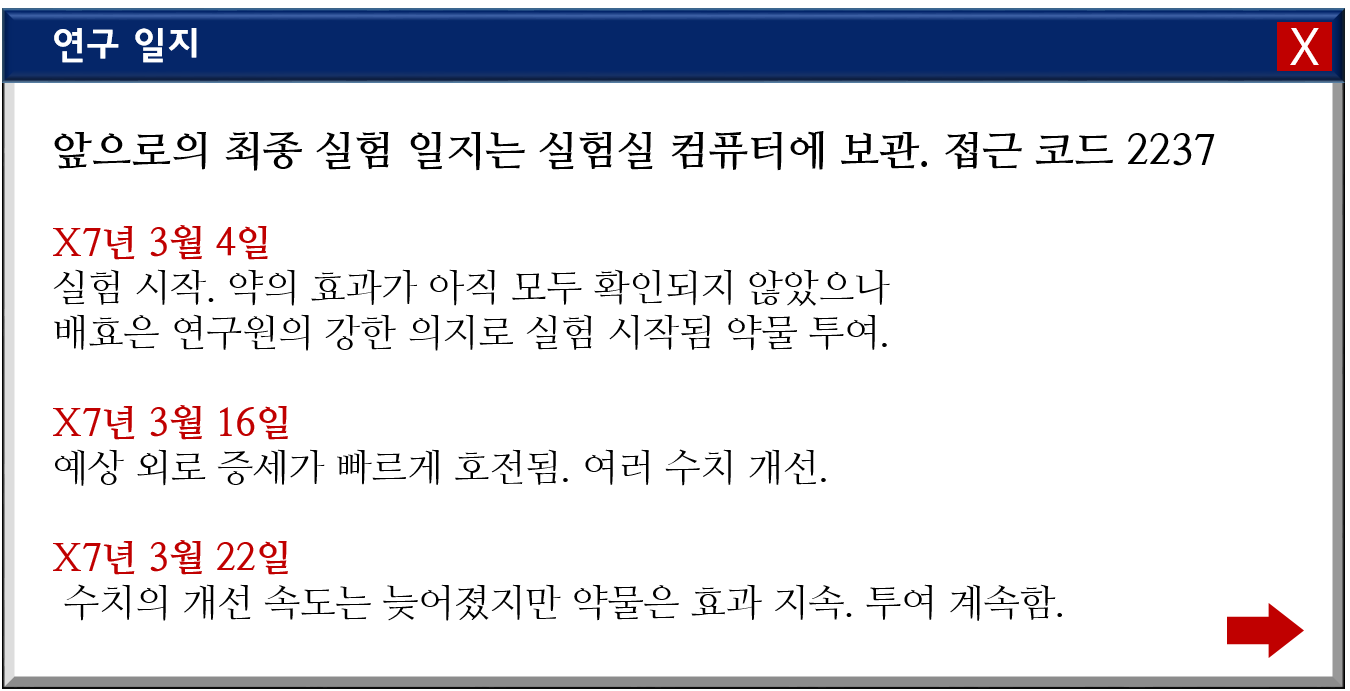 연구 일지
X
앞으로의 최종 실험 일지는 실험실 컴퓨터에 보관. 접근 코드 2237
X7년 3월 4일
실험 시작. 약의 효과가 아직 모두 확인되지 않았으나
배효은 연구원의 강한 의지로 실험 시작됨 약물 투여.
X7년 3월 16일
예상 외로 증세가 빠르게 호전됨. 여러 수치 개선.
X7년 3월 22일
수치의 개선 속도는 늦어졌지만 약물은 효과 지속. 투여 계속함.